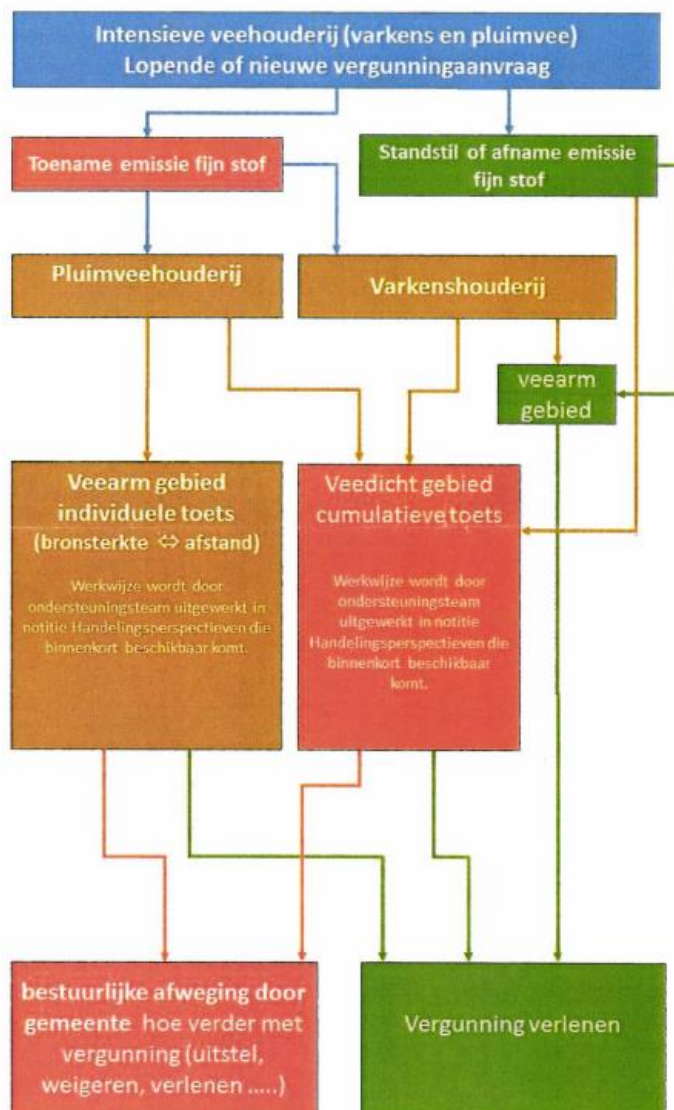 Intensieve veehouderij (varkens en pluimvee)
Lopende of nieuwe vergunningaanvraag
Toename emissie fijn stof
Standstil of afname emissie
fijn stof
Pluimveehouderij
Varkenshouderij
veearm
gebied
Veearm gebied
individuele toets
(bronsterkte ⇔ afstand)
Werkwijze wordt door
ondersteuningsteam uitgewerkt in
notitie Handelingsperspectieven die
binnenkort beschikbaar komt.
Veedicht gebied
cumulatieve toets
Werkwijze wordt door
ondersteuningsteam
uitgewerkt in notitie
Handelingsperspectieven die
binnenkort beschikbaar
komt.
bestuurlijke afweging door
gemeente hoe verder met
vergunning (uitstel,
weigeren, verlenen .....)
Vergunning verlenen